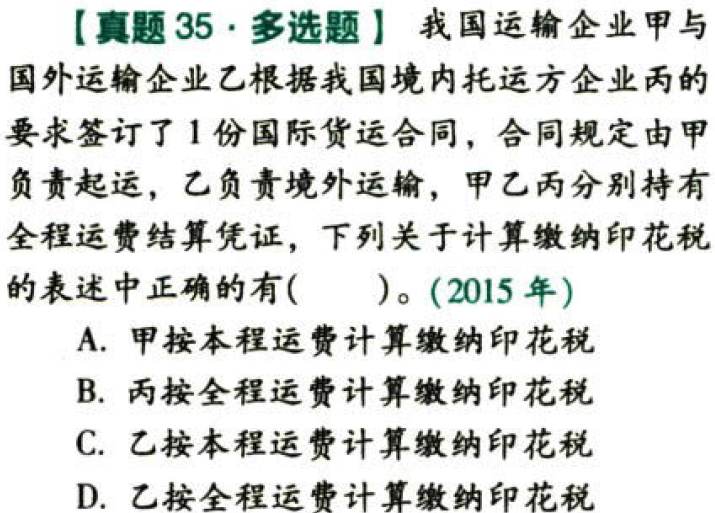 【真题 35·多选题】 我国运输企业甲与
国外运输企业乙根据我国境内托运方企业丙的
要求签订了 1 份国际货运合同，合同规定由甲
负责起运，乙负责境外运输，甲乙丙分别持有
全程运费结算凭证，下列关于计算缴纳印花税
的表述中正确的有(　　)。(2015 年)
A. 甲按本程运费计算缴纳印花税
B. 丙按全程运费计算缴纳印花税
C. 乙按本程运费计算缴纳印花税
D. 乙按全程运费计算缴纳印花税